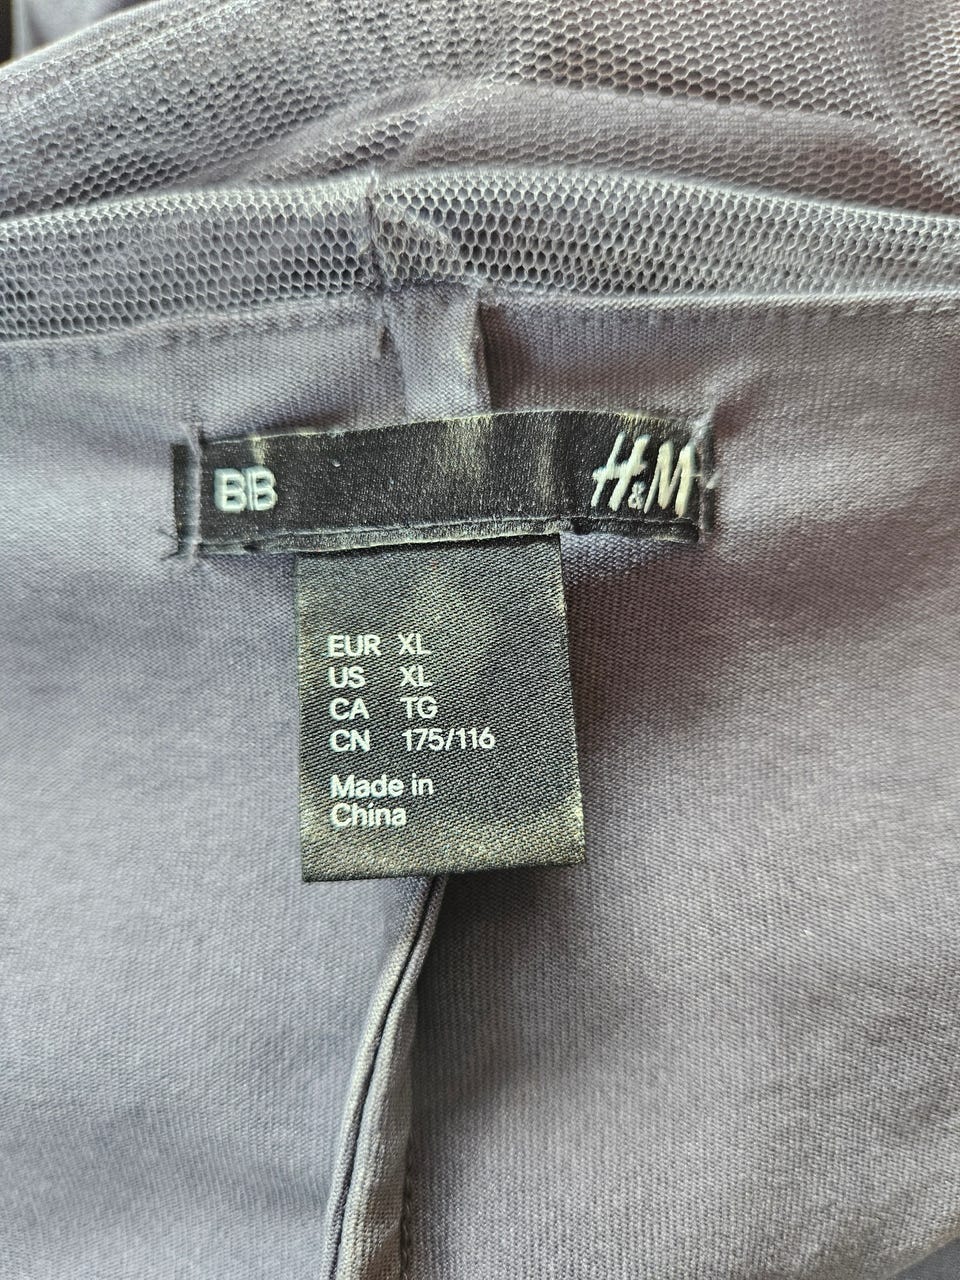 BB H&M
EUR XL
US XL
CA TG
CN 175/116
Made in
China